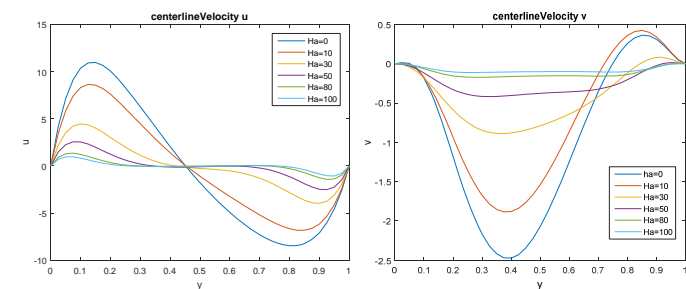 centerlineVelocity u
15
10
5
0
-5
-10
u
0
0.1
0.2
0.3
0.4
0.5
0.6
0.7
0.8
0.9
1
y
Ha=0
Ha=10
Ha=30
Ha=50
Ha=80
Ha=100
centerlineVelocity v
0.5
0
-0.5
-1
-1.5
-2
-2.5
v
0
0.1
0.2
0.3
0.4
0.5
0.6
0.7
0.8
0.9
1
y
ha=0
Ha=10
Ha=30
Ha=50
Ha=80
Ha=100